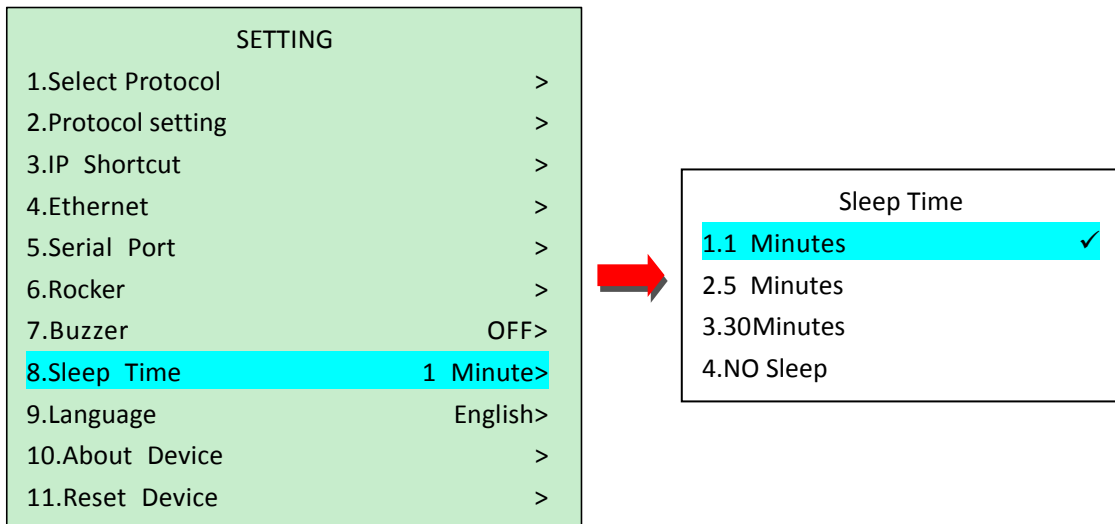 SETTING
1.Select Protocol >
2.Protocol setting >
3.IP Shortcut >
4.Ethernet >
5.Serial Port >
6.Rocker >
7.Buzzer OFF>
8.Sleep Time 1 Minute>
9.Language English>
10.About Device >
11.Reset Device >
Sleep Time
1.1 Minutes ✓
2.5 Minutes
3.30Minutes
4.NO Sleep